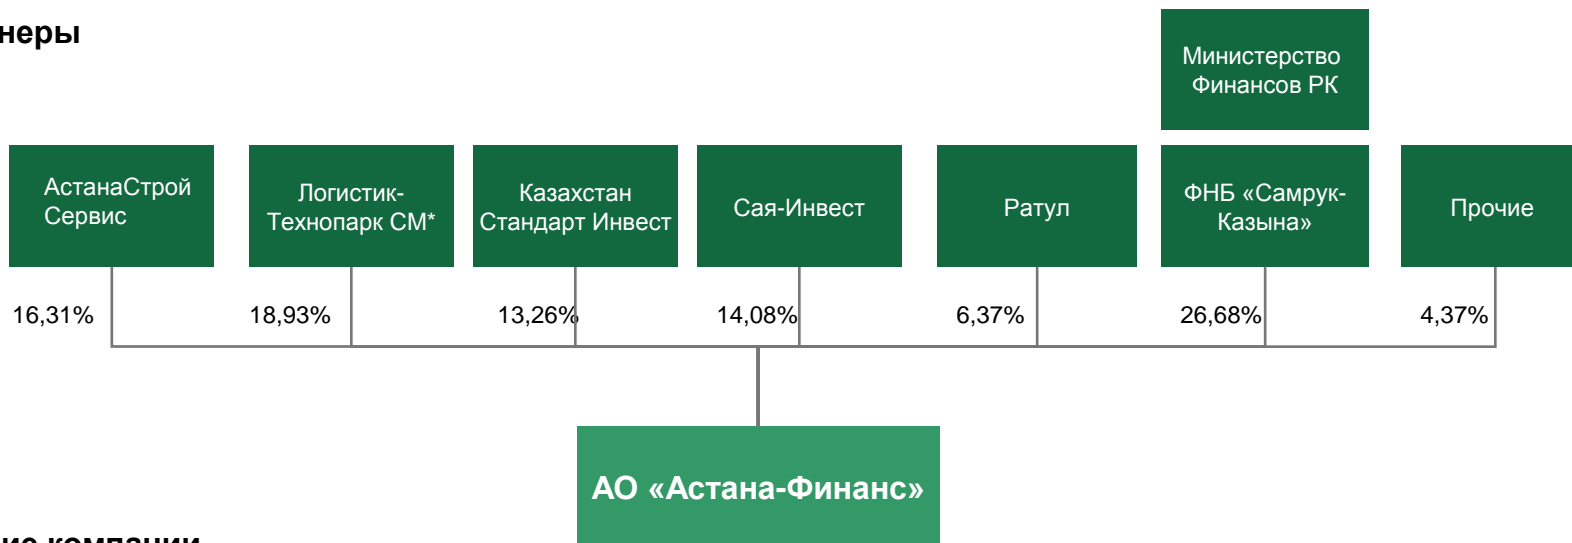 неры
Министерство
Финансов РК
АстанаСтрой
Сервис
Логистик-
Технопарк СМ*
Казахстан
Стандарт Инвест
Сая-Инвест
Ратул
ФНБ «Самрук-
Казына»
Прочие
16,31%
18,93%
13,26%
14,08%
6,37%
26,68%
4,37%
АО «Астана-Финанс»